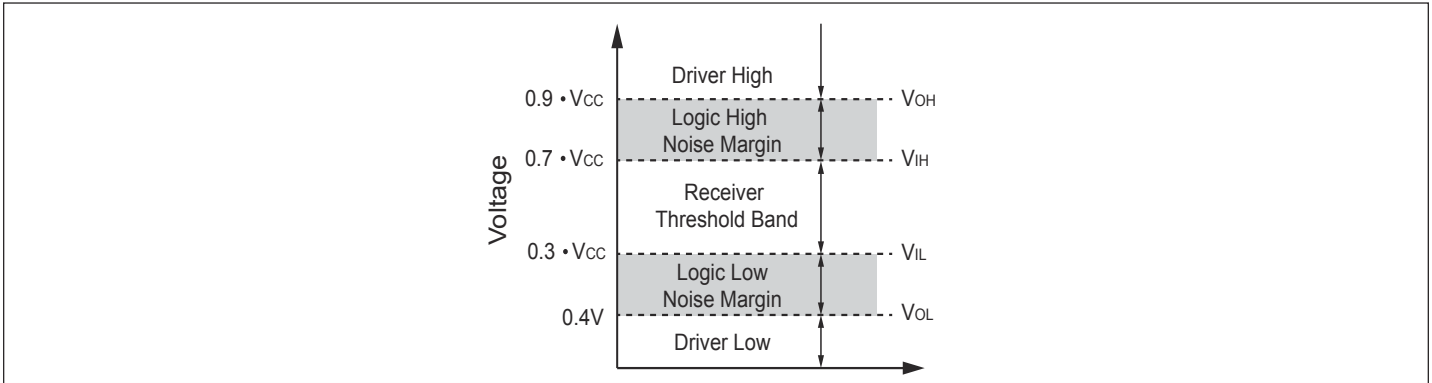 Driver High
0.9 • VCC
VOH
Logic High
Noise Margin
0.7 • VCC
VIH
Voltage
Receiver
Threshold Band
0.3 • VCC
VIL
Logic Low
Noise Margin
0.4V
VOL
Driver Low